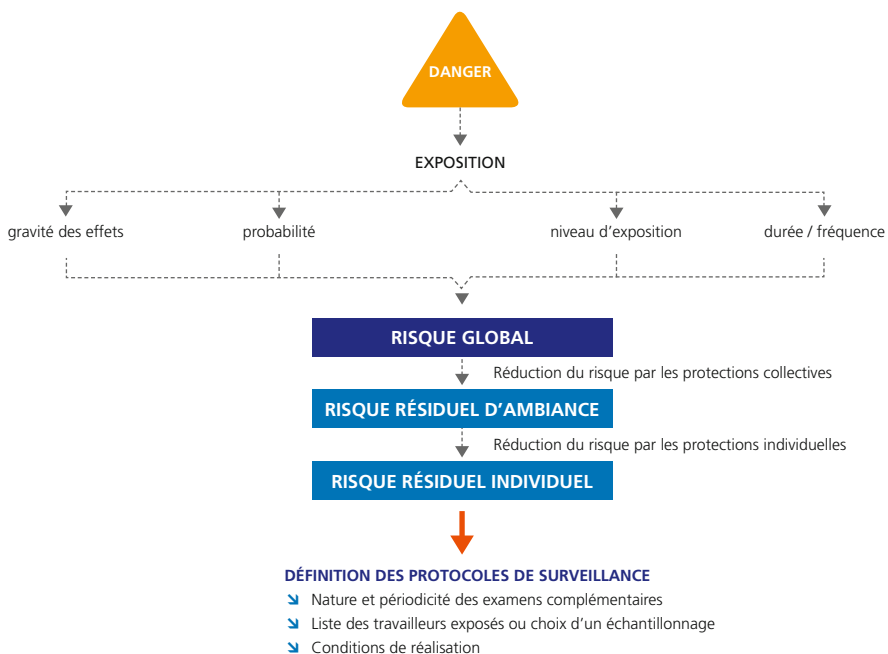 DANGER
EXPOSITION
gravité des effets
probabilité
niveau d'exposition
durée / fréquence
RISQUE GLOBAL
Réduction du risque par les protections collectives
RISQUE RÉSIDUEL D'AMBIANCE
Réduction du risque par les protections individuelles
RISQUE RÉSIDUEL INDIVIDUEL
DÉFINITION DES PROTOCOLES DE SURVEILLANCE
Nature et périodicité des examens complémentaires
Liste des travailleurs exposés ou choix d'un échantillonnage
Conditions de réalisation